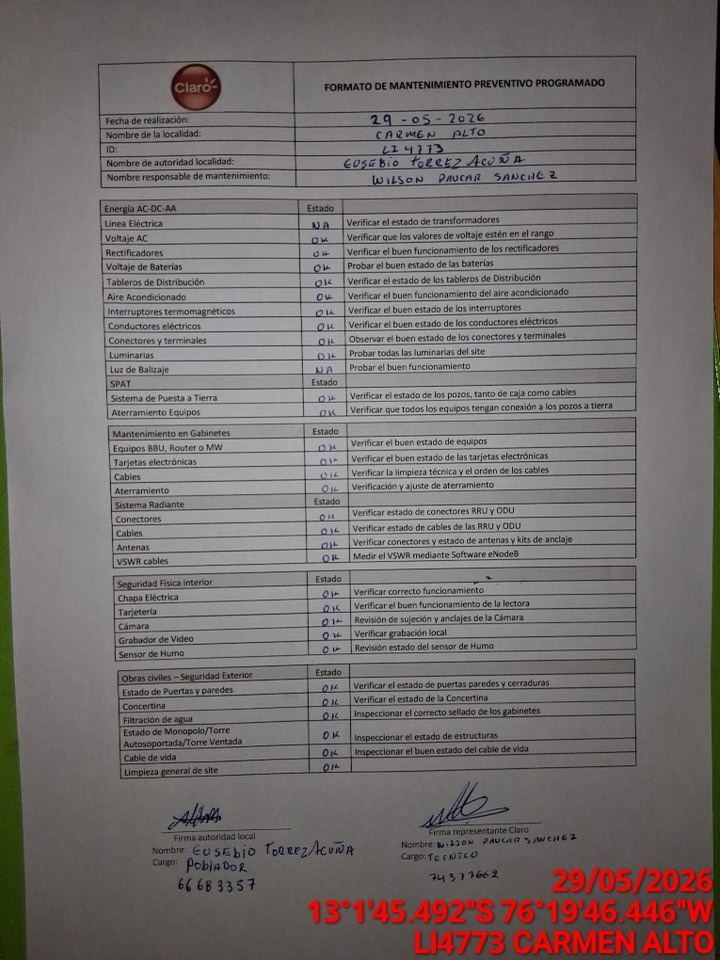 Claro
FORMATO DE MANTENIMIENTO PREVENTIVO PROGRAMADO
Fecha de realización: 29-05-2026
Nombre de la localidad: CARMEN ALTO
ID: LI4773
Nombre de autoridad localidad: EUSEBIO TORREZ ACUÑA
Nombre responsable de mantenimiento: WILSON PAUCAR SANCHEZ
Energía AC-DC-AA Estado
Línea Eléctrica NA Verificar el estado de transformadores
Voltaje AC OK Verificar que los valores de voltaje estén en el rango
Rectificadores OK Verificar el buen funcionamiento de los rectificadores
Voltaje de Baterías OK Probar el buen estado de las baterías
Tableros de Distribución OK Verificar el estado de los tableros de Distribución
Aire Acondicionado OK Verificar el buen funcionamiento del aire acondicionado
Interruptores termomagnéticos OK Verificar el buen estado de los interruptores
Conductores eléctricos OK Verificar el buen estado de los conductores eléctricos
Conectores y terminales OK Observar el buen estado de los conectores y terminales
Luminarias OK Probar todas las luminarias del site
Luz de Balizaje NA Probar el buen funcionamiento
SPAT Estado
Sistema de Puesta a Tierra OK Verificar el estado de los pozos, tanto de caja como cables
Aterramiento Equipos OK Verificar que todos los equipos tengan conexión a los pozos a tierra
Mantenimiento en Gabinetes Estado
Equipos BBU, Router o MW OK Verificar el buen estado de equipos
Tarjetas electrónicas OK Verificar el buen estado de las tarjetas electrónicas
Cables OK Verificar la limpieza técnica y el orden de los cables
Aterramiento OK Verificación y ajuste de aterramiento
Sistema Radiante Estado
Conectores OK Verificar estado de conectores RRU y ODU
Cables OK Verificar estado de cables de las RRU y ODU
Antenas OK Verificar conectores y estado de antenas y kits de anclaje
VSWR cables OK Medir el VSWR mediante Software eNodeB
Seguridad Física interior Estado
Chapa Eléctrica OK Verificar correcto funcionamiento
Tarjetería OK Verificar el buen funcionamiento de la lectora
Cámara OK Revisión de sujeción y anclajes de la Cámara
Grabador de Video OK Verificar grabación local
Sensor de Humo OK Revisión estado del sensor de Humo
Obras civiles – Seguridad Exterior Estado
Estado de Puertas y paredes OK Verificar el estado de puertas paredes y cerraduras
Concertina OK Verificar el estado de la Concertina
Filtración de agua OK Inspeccionar el correcto sellado de los gabinetes
Estado de Monopolo/Torre
Autosoportada/Torre Ventada OK Inspeccionar el estado de estructuras
Cable de vida OK Inspeccionar el buen estado del cable de vida
Limpieza general de site OK
Firma autoridad local
Nombre: EUSEBIO TORREZ ACUÑA
Cargo: POBLADOR
66683357
Firma representante Claro
Nombre: WILSON PAUCAR SANCHEZ
Cargo: TECNICO
74377662
29/05/2026
13°1'45.492"S 76°19'46.446"W
LI4773 CARMEN ALTO